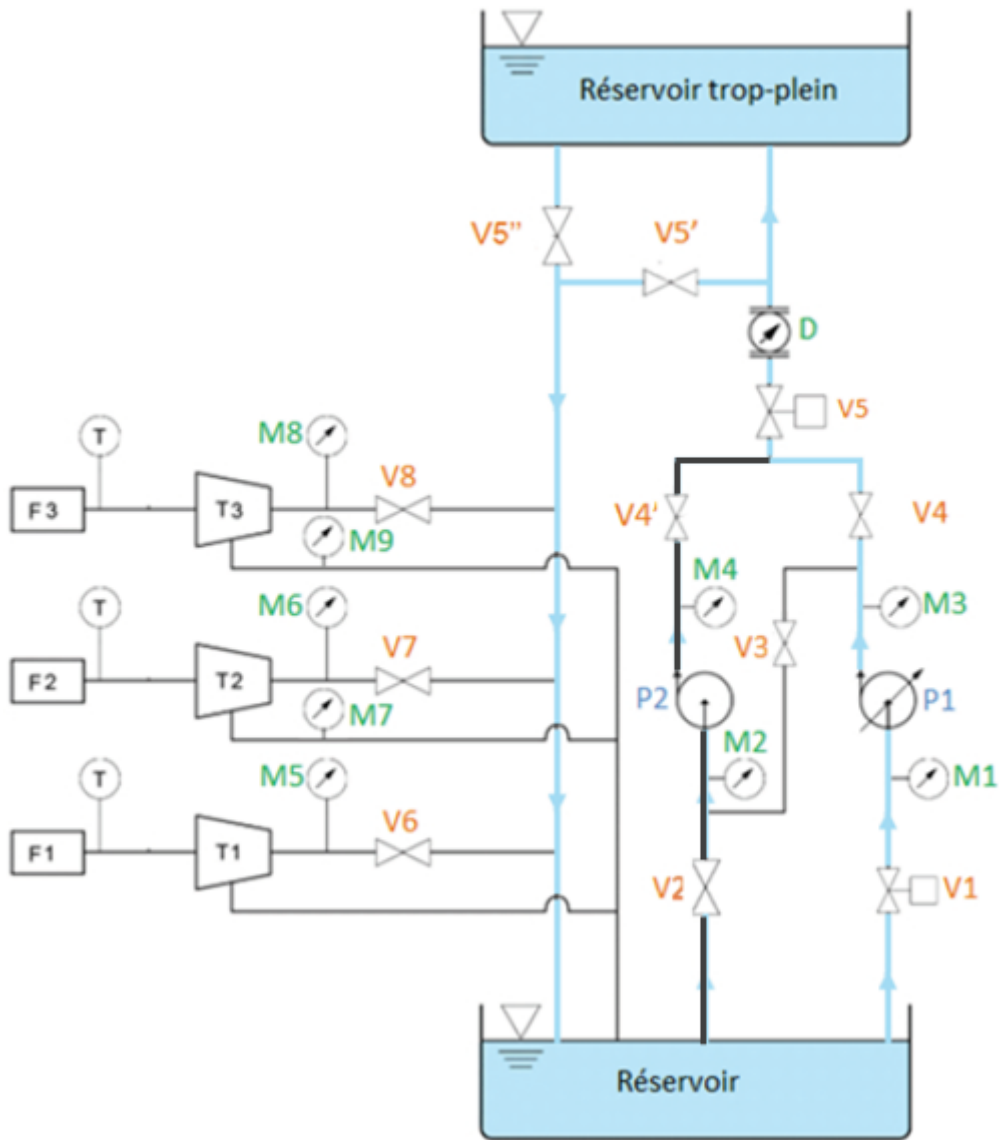 Réservoir trop-plein
V5"
V5'
D
V5
M8
V8
T
F3
T3
M9
V4'
V4
M4
M3
M6
V7
V3
T
F2
T2
M7
P2
P1
M2
M1
M5
V6
T
F1
T1
V2
V1
Réservoir